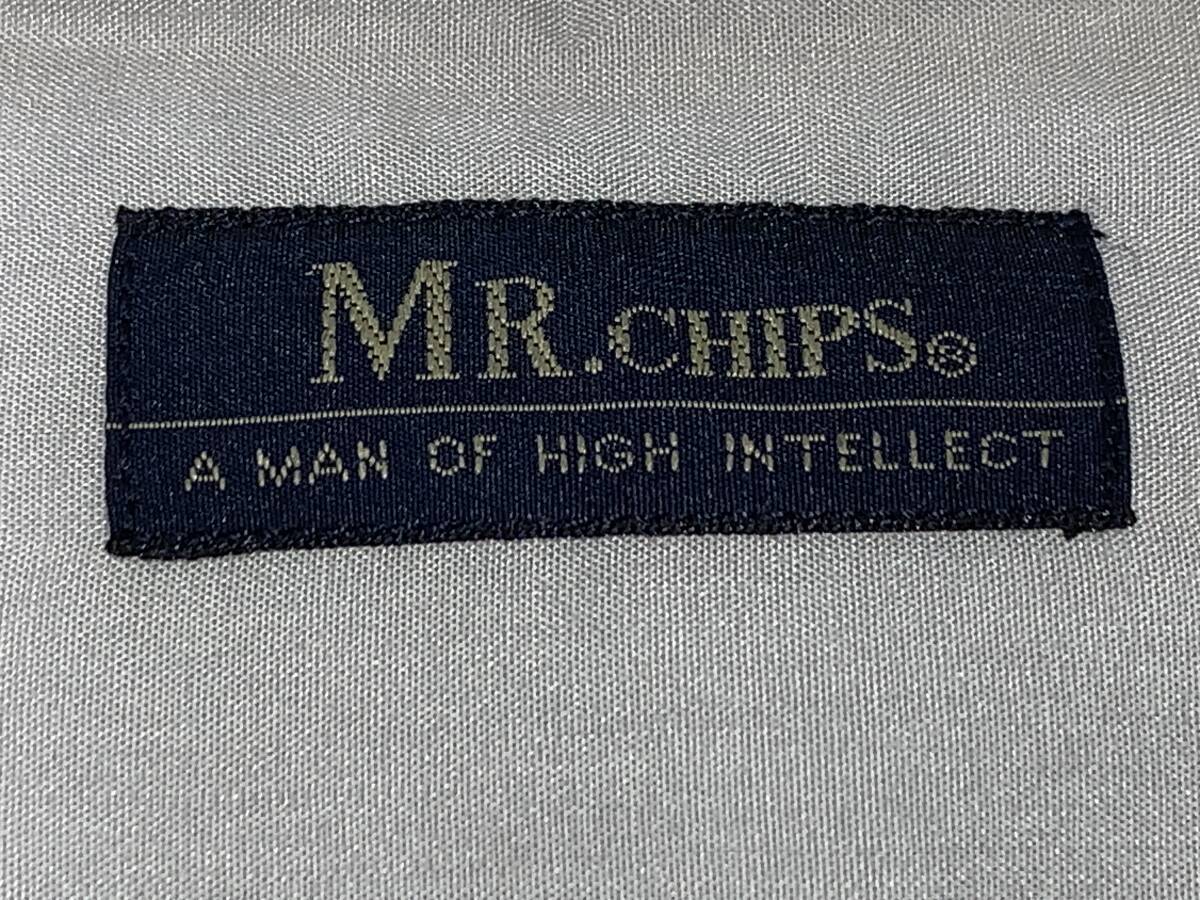 MR.CHIPS®
A MAN OF HIGH INTELLECT